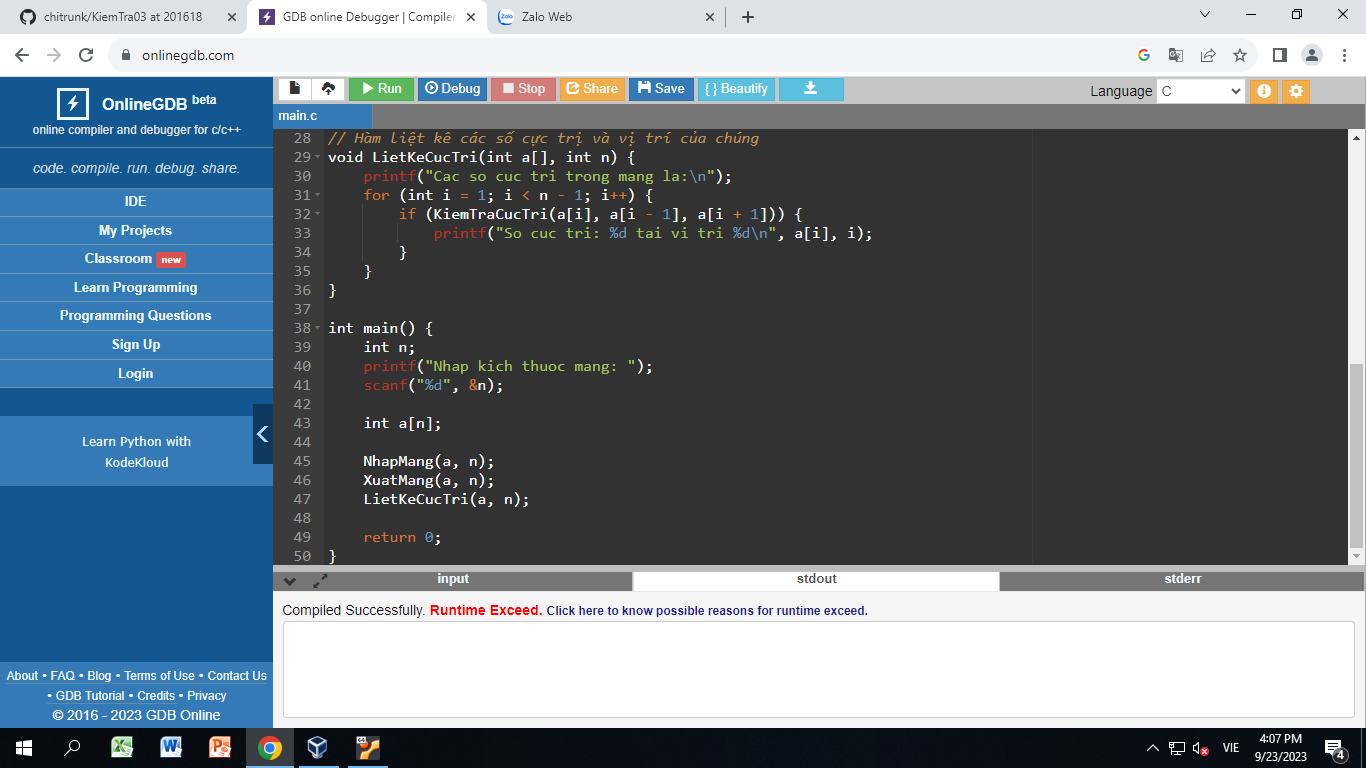 chitrunk/KiemTra03 at 201618
GDB online Debugger | Compiler
Zalo Web
onlinegdb.com
OnlineGDB beta
online compiler and debugger for c/c++
code. compile. run. debug. share.
IDE
My Projects
Classroom new
Learn Programming
Programming Questions
Sign Up
Login
Learn Python with
KodeKloud
About • FAQ • Blog • Terms of Use • Contact Us
• GDB Tutorial • Credits • Privacy
© 2016 - 2023 GDB Online
Run Debug Stop Share Save { } Beautify Language C
main.c
28 // Hàm liệt kê các số cực trị và vị trí của chúng
29 void LietKeCucTri(int a[], int n) {
30     printf("Cac so cuc tri trong mang la:\n");
31     for (int i = 1; i < n - 1; i++) {
32         if (KiemTraCucTri(a[i], a[i - 1], a[i + 1])) {
33             printf("So cuc tri: %d tai vi tri %d\n", a[i], i);
34         }
35     }
36 }
37
38 int main() {
39     int n;
40     printf("Nhap kich thuoc mang: ");
41     scanf("%d", &n);
42
43     int a[n];
44
45     NhapMang(a, n);
46     XuatMang(a, n);
47     LietKeCucTri(a, n);
48
49     return 0;
50 }
input stdout stderr
Compiled Successfully. Runtime Exceed. Click here to know possible reasons for runtime exceed.
VIE
4:07 PM
9/23/2023
4